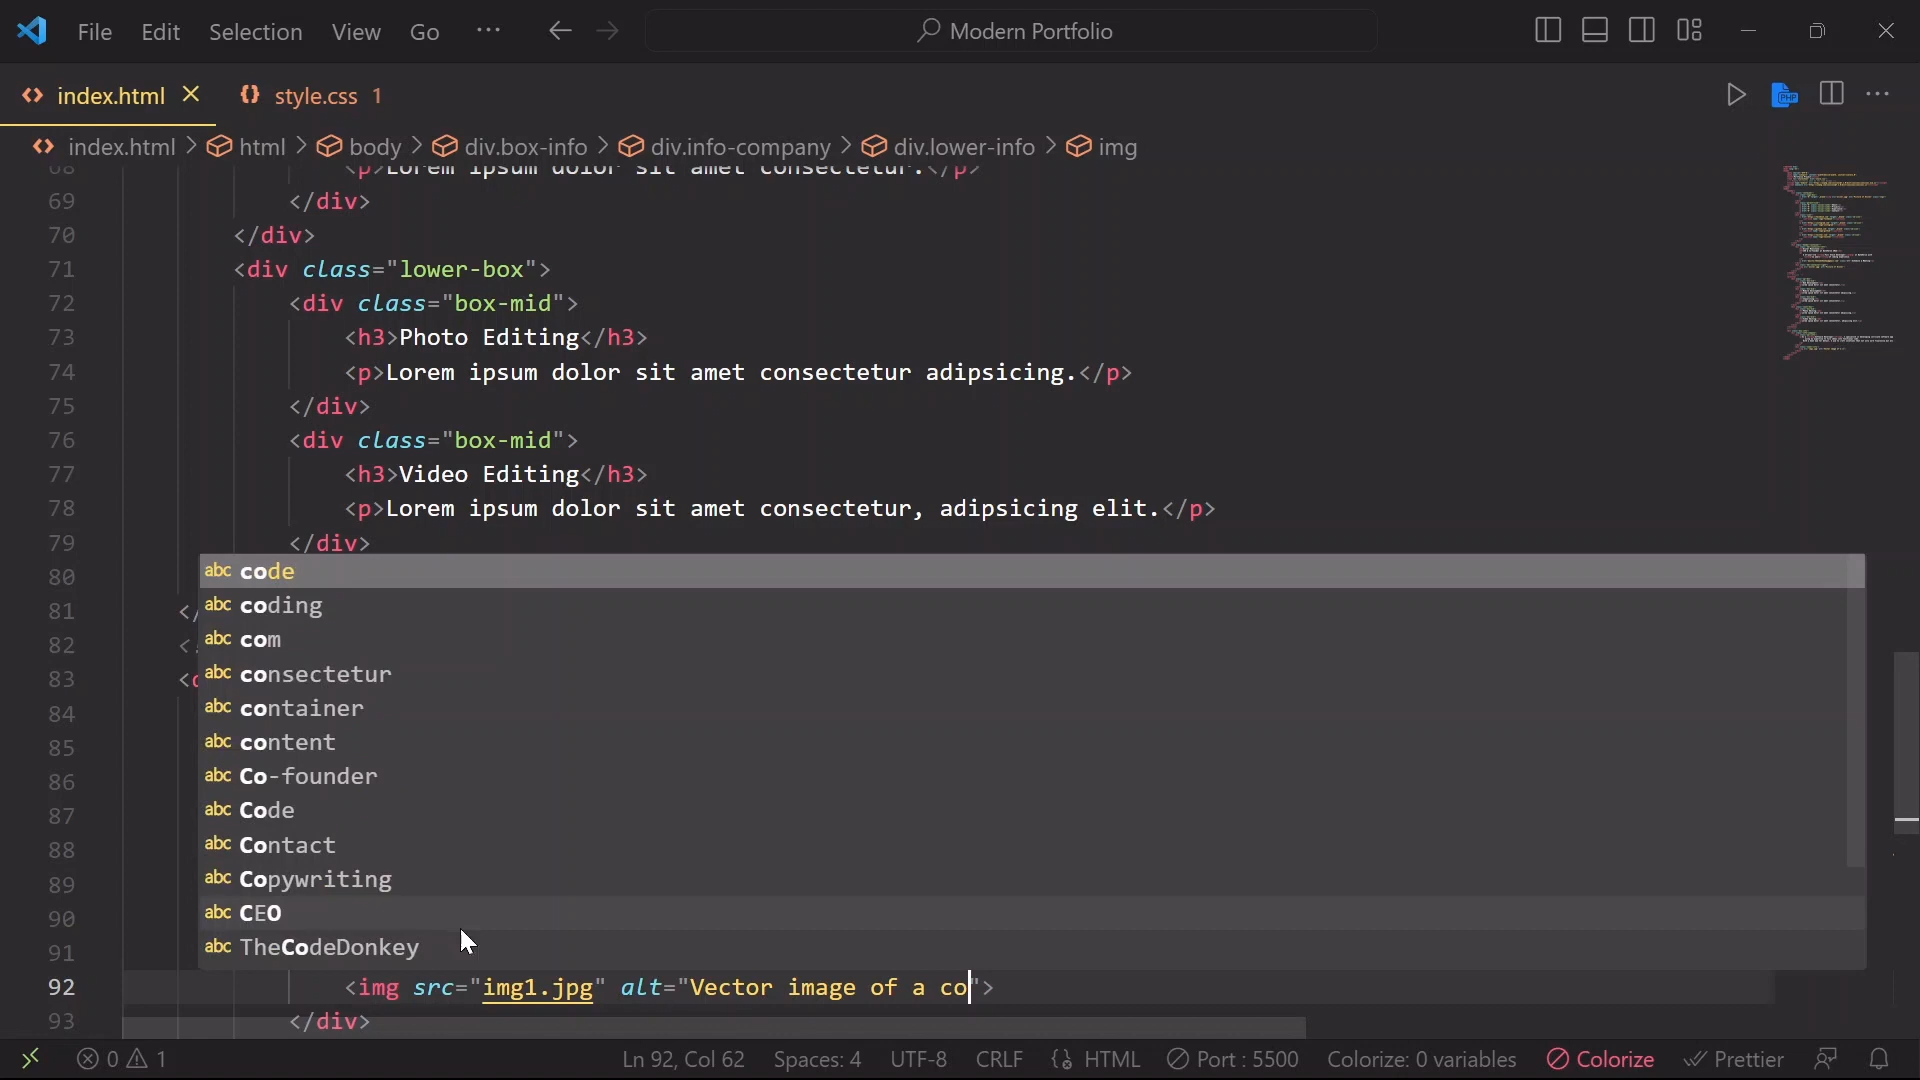 File Edit Selection View Go ··· Modern Portfolio
index.html style.css 1
index.html > html > body > div.box-info > div.info-company > div.lower-info > img
68 <p>Lorem ipsum dolor sit amet consectetur.</p>
69 </div>
70 </div>
71 <div class="lower-box">
72 <div class="box-mid">
73 <h3>Photo Editing</h3>
74 <p>Lorem ipsum dolor sit amet consectetur adipsicing.</p>
75 </div>
76 <div class="box-mid">
77 <h3>Video Editing</h3>
78 <p>Lorem ipsum dolor sit amet consectetur, adipsicing elit.</p>
79 </div>
abc code
80
abc coding
81 </
abc com
82 <
abc consectetur
83 <
abc container
84
abc content
85
abc Co-founder
86
abc Code
87
abc Contact
88
abc Copywriting
89
abc CEO
90
abc TheCodeDonkey
91
92 <img src="img1.jpg" alt="Vector image of a co">
93 </div>
0 1 Ln 92, Col 62 Spaces: 4 UTF-8 CRLF {} HTML Port : 5500 Colorize: 0 variables Colorize Prettier